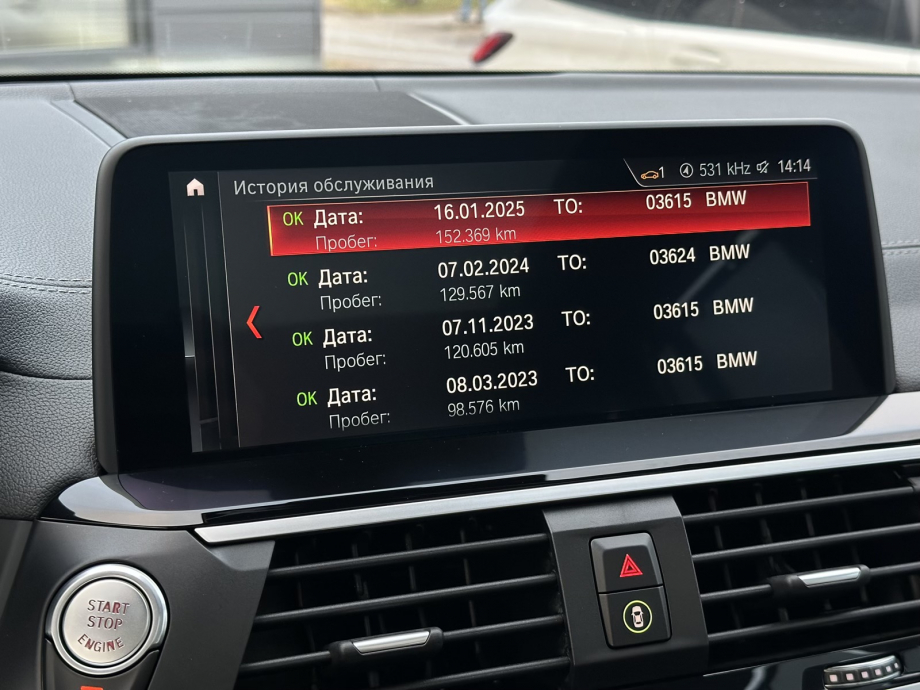 История обслуживания 1 531 kHz 14:14
OK Дата: 16.01.2025 ТО: 03615 BMW
Пробег: 152.369 km
OK Дата: 07.02.2024 ТО: 03624 BMW
Пробег: 129.567 km
OK Дата: 07.11.2023 ТО: 03615 BMW
Пробег: 120.605 km
OK Дата: 08.03.2023 ТО: 03615 BMW
Пробег: 98.576 km
START
STOP
ENGINE